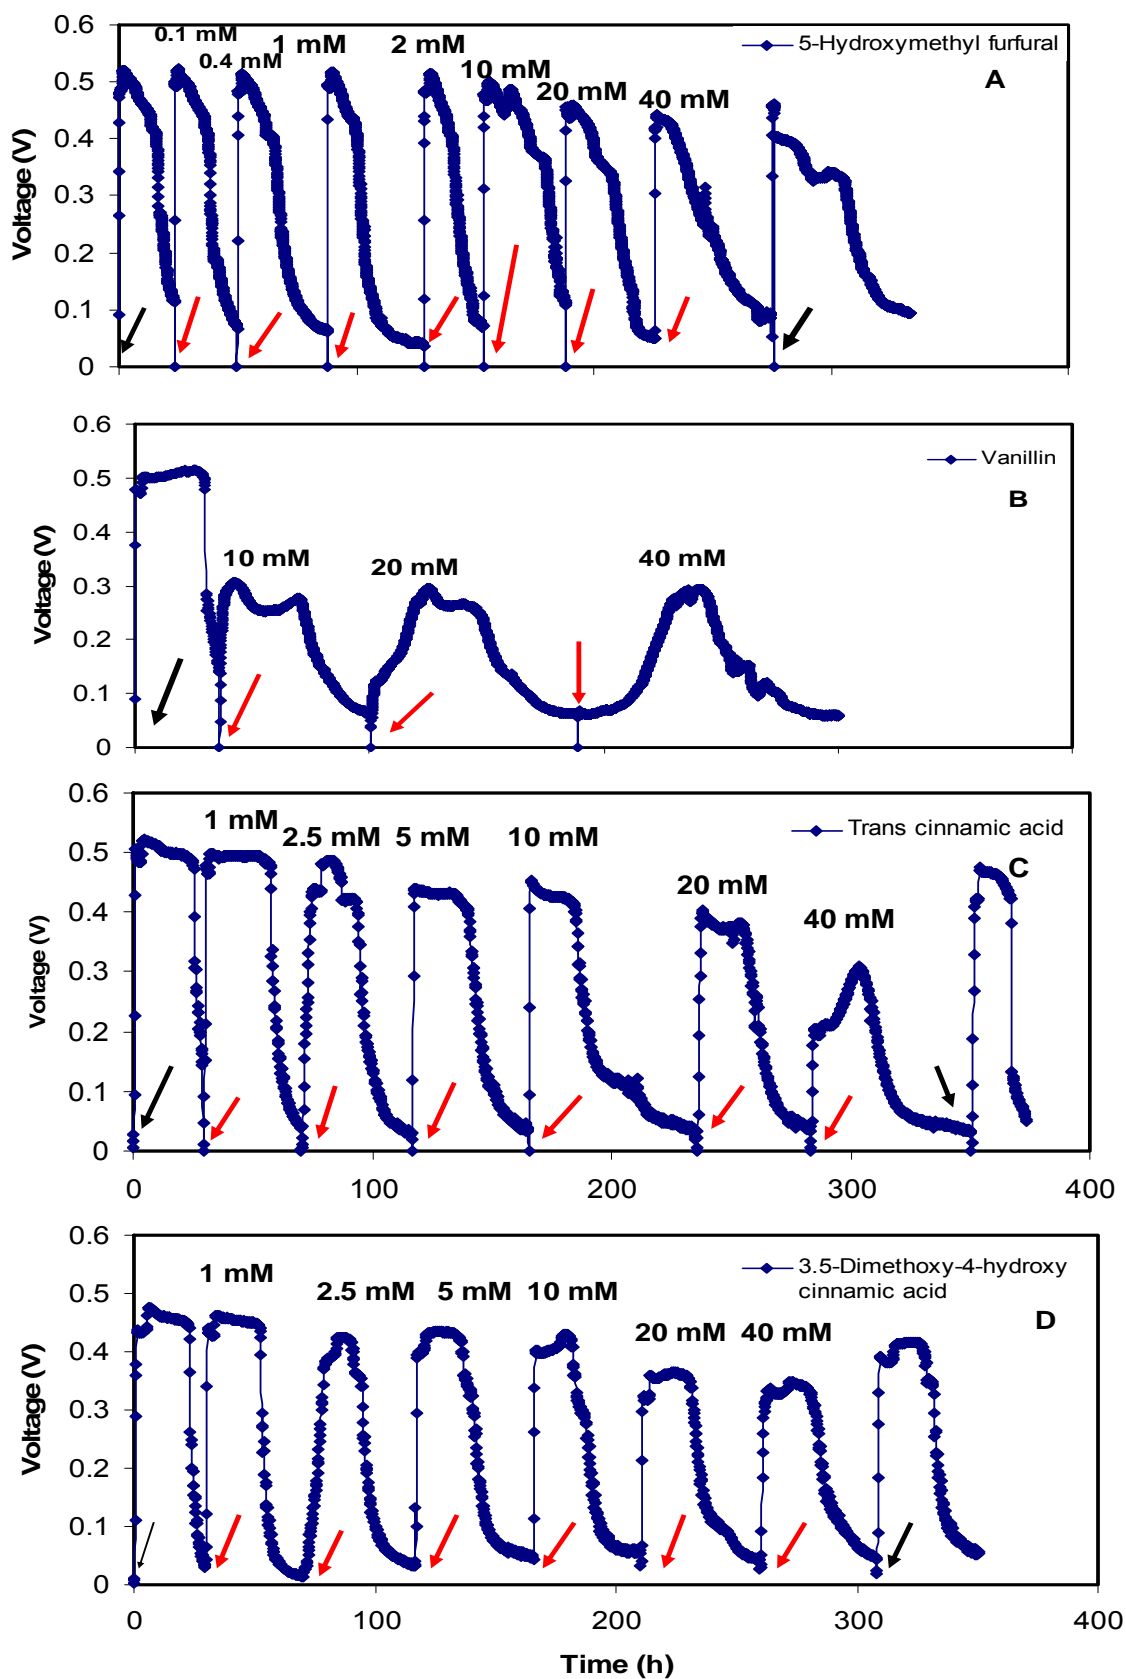 0.6
0.1 mM
0.4 mM
1 mM
2 mM
10 mM
20 mM
40 mM
5-Hydroxymethyl furfural
A
0.5
0.4
0.3
0.2
0.1
0
Voltage (V)
0.6
Vanillin
B
0.5
0.4
0.3
0.2
0.1
0
10 mM
20 mM
40 mM
Voltage (V)
0.6
1 mM
2.5 mM
5 mM
10 mM
20 mM
40 mM
Trans cinnamic acid
C
0.5
0.4
0.3
0.2
0.1
0
Voltage (V)
0
100
200
300
400
0.6
1 mM
2.5 mM
5 mM
10 mM
20 mM
40 mM
3.5-Dimethoxy-4-hydroxy
cinnamic acid
D
0.5
0.4
0.3
0.2
0.1
0
Voltage (V)
0
100
200
300
400
Time (h)